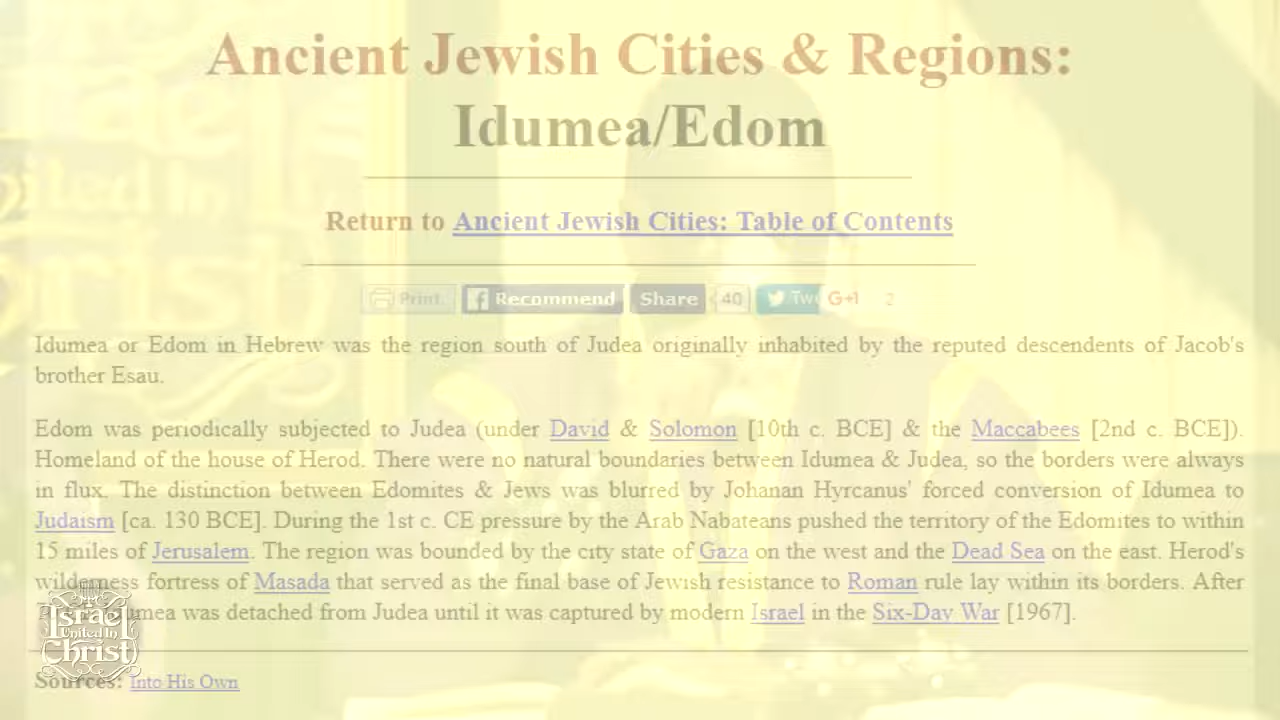 Ancient Jewish Cities & Regions:
Idumea/Edom
Return to Ancient Jewish Cities: Table of Contents
Print Recommend Share 40 G+1 2
Idumea or Edom in Hebrew was the region south of Judea originally inhabited by the reputed descendents of Jacob's
brother Esau.
Edom was periodically subjected to Judea (under David & Solomon [10th c. BCE] & the Maccabees [2nd c. BCE]).
Homeland of the house of Herod. There were no natural boundaries between Idumea & Judea, so the borders were always
in flux. The distinction between Edomites & Jews was blurred by Johanan Hyrcanus' forced conversion of Idumea to
Judaism [ca. 130 BCE]. During the 1st c. CE pressure by the Arab Nabateans pushed the territory of the Edomites to within
15 miles of Jerusalem. The region was bounded by the city state of Gaza on the west and the Dead Sea on the east. Herod's
wilderness fortress of Masada that served as the final base of Jewish resistance to Roman rule lay within its borders. After
was detached from Judea until it was captured by modern Israel in the Six-Day War [1967].
Israel
United In
Christ
Sources: Into His Own